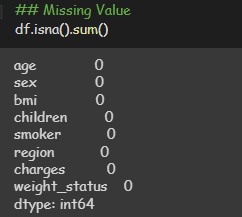 ## Missing Value
df.isna().sum()
age 0
sex 0
bmi 0
children 0
smoker 0
region 0
charges 0
weight_status 0
dtype: int64